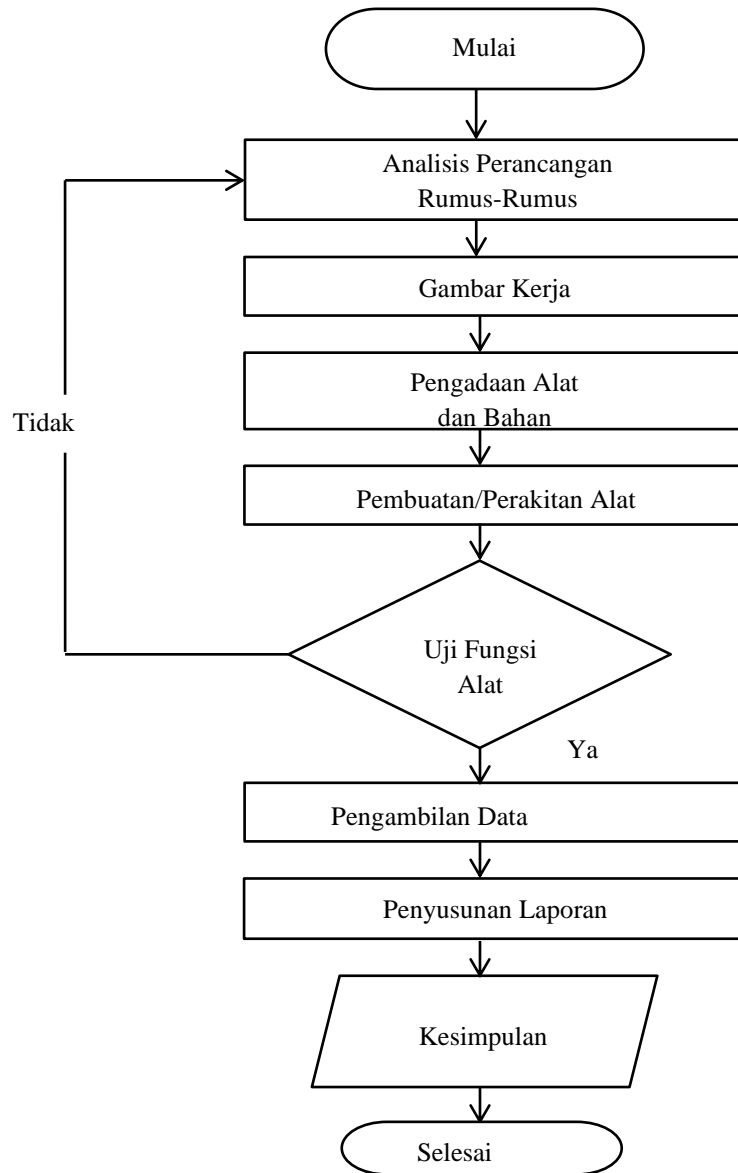 Mulai
Analisis Perancangan
Rumus-Rumus
Gambar Kerja
Pengadaan Alat
dan Bahan
Tidak
Pembuatan/Perakitan Alat
Uji Fungsi
Alat
Ya
Pengambilan Data
Penyusunan Laporan
Kesimpulan
Selesai